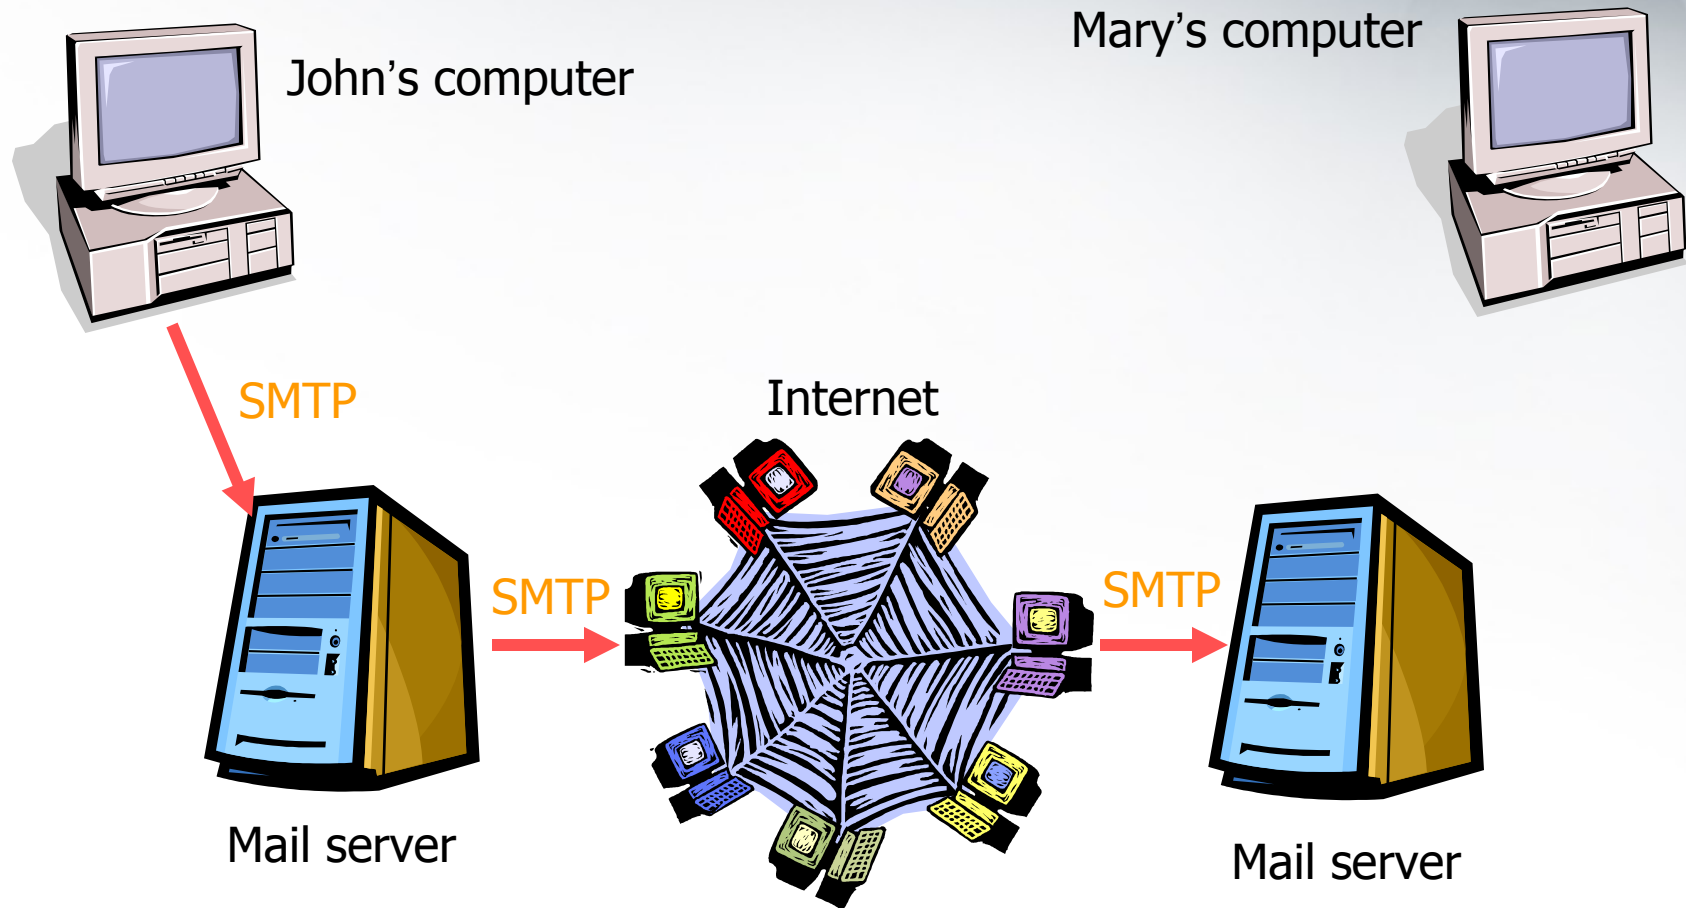 Mary’s computer
John’s computer
SMTP
Internet
SMTP
SMTP
Mail server
Mail server